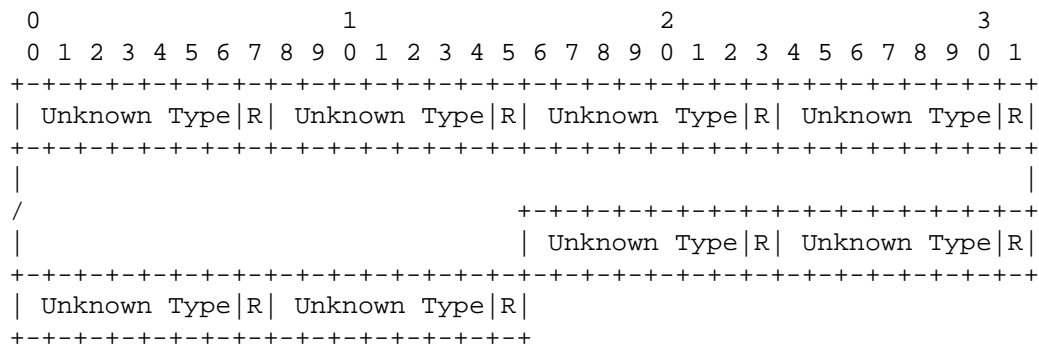 0                   1                   2                   3
 0 1 2 3 4 5 6 7 8 9 0 1 2 3 4 5 6 7 8 9 0 1 2 3 4 5 6 7 8 9 0 1
+-+-+-+-+-+-+-+-+-+-+-+-+-+-+-+-+-+-+-+-+-+-+-+-+-+-+-+-+-+-+-+-+
| Unknown Type|R| Unknown Type|R| Unknown Type|R| Unknown Type|R|
+-+-+-+-+-+-+-+-+-+-+-+-+-+-+-+-+-+-+-+-+-+-+-+-+-+-+-+-+-+-+-+-+
|                                                               |
/                               +-+-+-+-+-+-+-+-+-+-+-+-+-+-+-+-+
|                               | Unknown Type|R| Unknown Type|R|
+-+-+-+-+-+-+-+-+-+-+-+-+-+-+-+-+-+-+-+-+-+-+-+-+-+-+-+-+-+-+-+-+
| Unknown Type|R| Unknown Type|R|
+-+-+-+-+-+-+-+-+-+-+-+-+-+-+-+-+